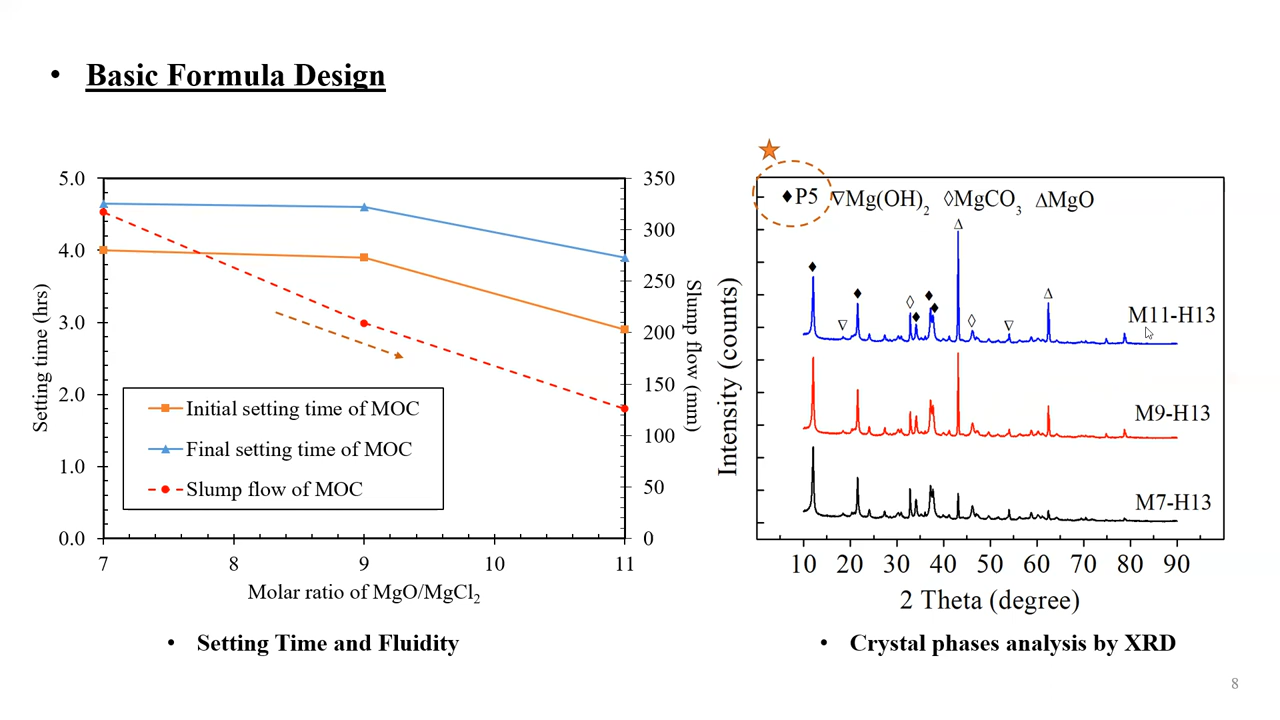 • Basic Formula Design
5.0
4.0
3.0
2.0
1.0
0.0
Setting time (hrs)
350
300
250
200
150
100
50
0
Slump flow (mm)
Initial setting time of MOC
Final setting time of MOC
Slump flow of MOC
7 8 9 10 11
Molar ratio of MgO/MgCl₂
• Setting Time and Fluidity
♦P5 ▽Mg(OH)₂ ◊MgCO₃ ΔMgO
M11-H13
M9-H13
M7-H13
Intensity (counts)
10 20 30 40 50 60 70 80 90
2 Theta (degree)
• Crystal phases analysis by XRD
8